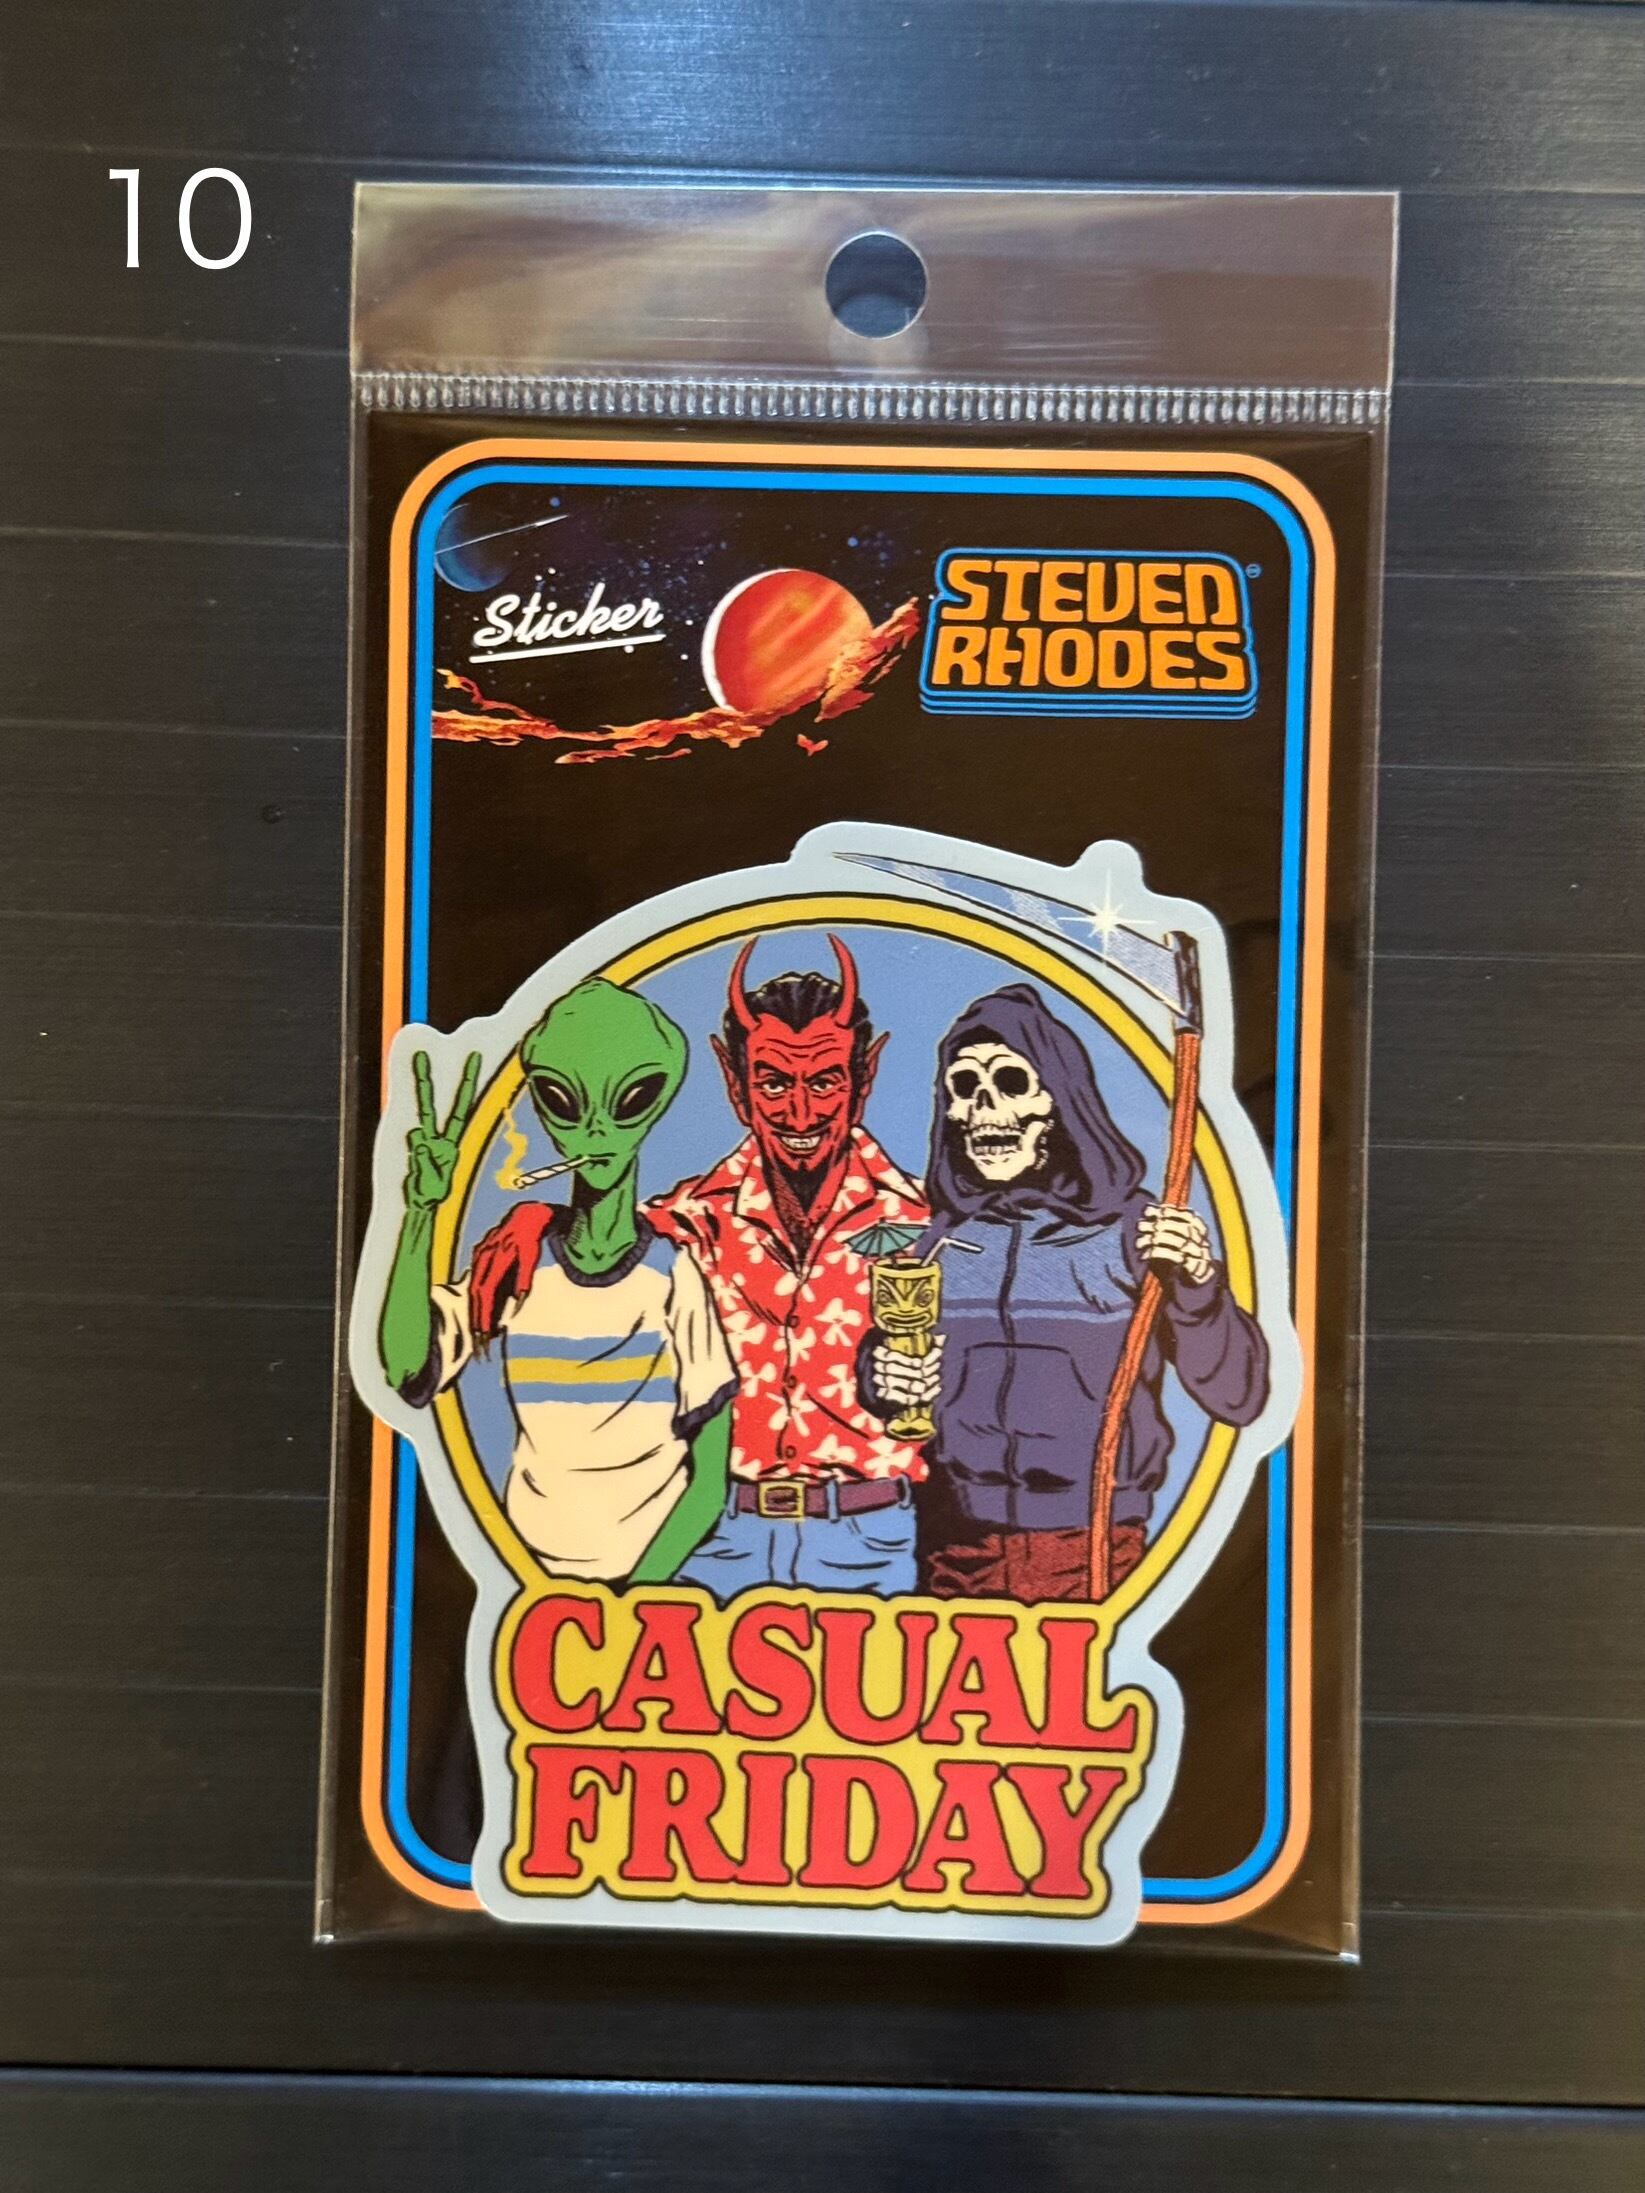 10
Sticker
STEVEN
RHODES
CASUAL
FRIDAY